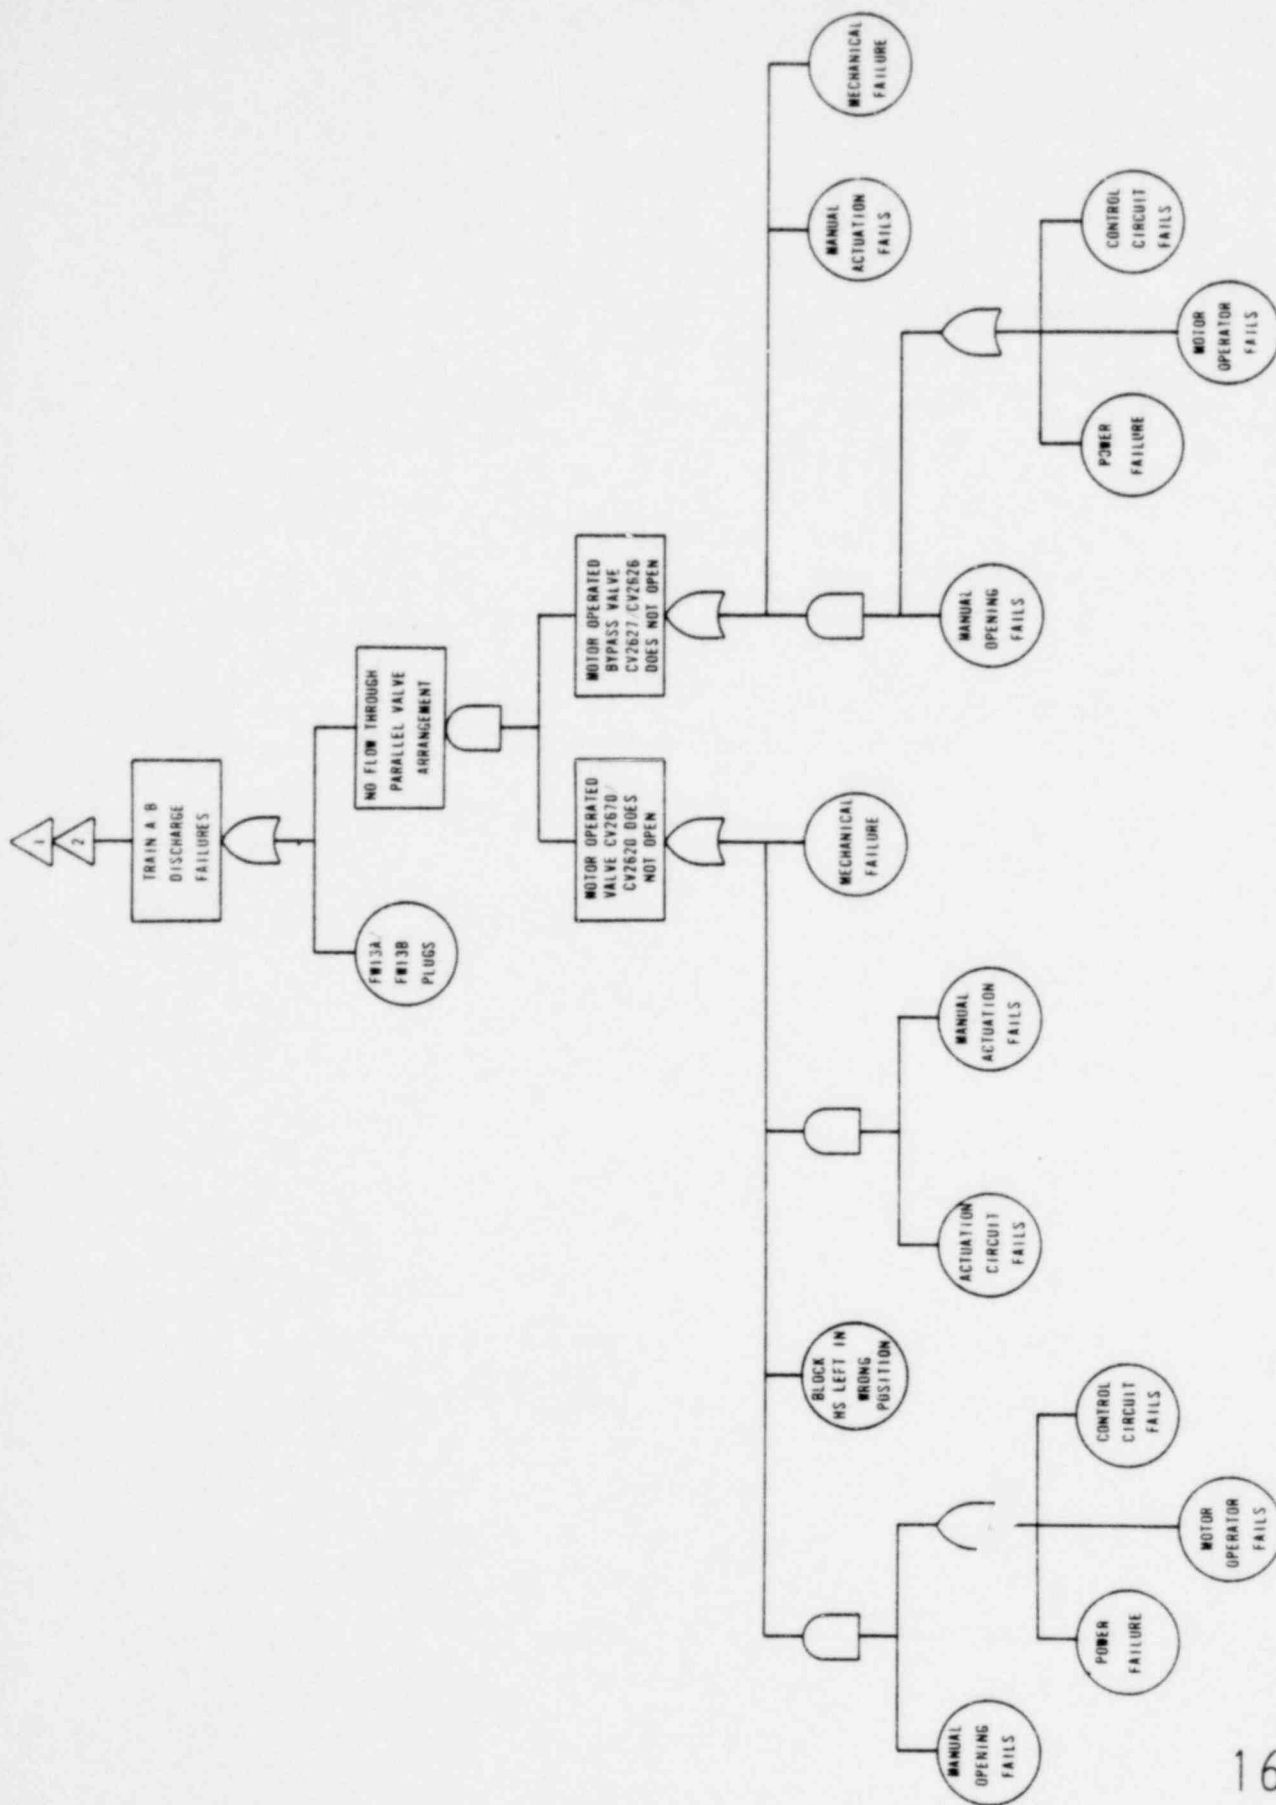 1
2
TRAIN A B
DISCHARGE
FAILURES
FW13A/
FW13B
PLUGS
NO FLOW THROUGH
PARALLEL VALVE
ARRANGEMENT
MOTOR OPERATED
VALVE CV2670/
CV2620 DOES
NOT OPEN
MOTOR OPERATED
BYPASS VALVE
CV2627/CV2626
DOES NOT OPEN
BLOCK
HS LEFT IN
WRONG
POSITION
MECHANICAL
FAILURE
MANUAL
ACTUATION
FAILS
MECHANICAL
FAILURE
MANUAL
OPENING
FAILS
ACTUATION
CIRCUIT
FAILS
MANUAL
ACTUATION
FAILS
MANUAL
OPENING
FAILS
POWER
FAILURE
CONTROL
CIRCUIT
FAILS
POWER
FAILURE
CONTROL
CIRCUIT
FAILS
MOTOR
OPERATOR
FAILS
MOTOR
OPERATOR
FAILS
16